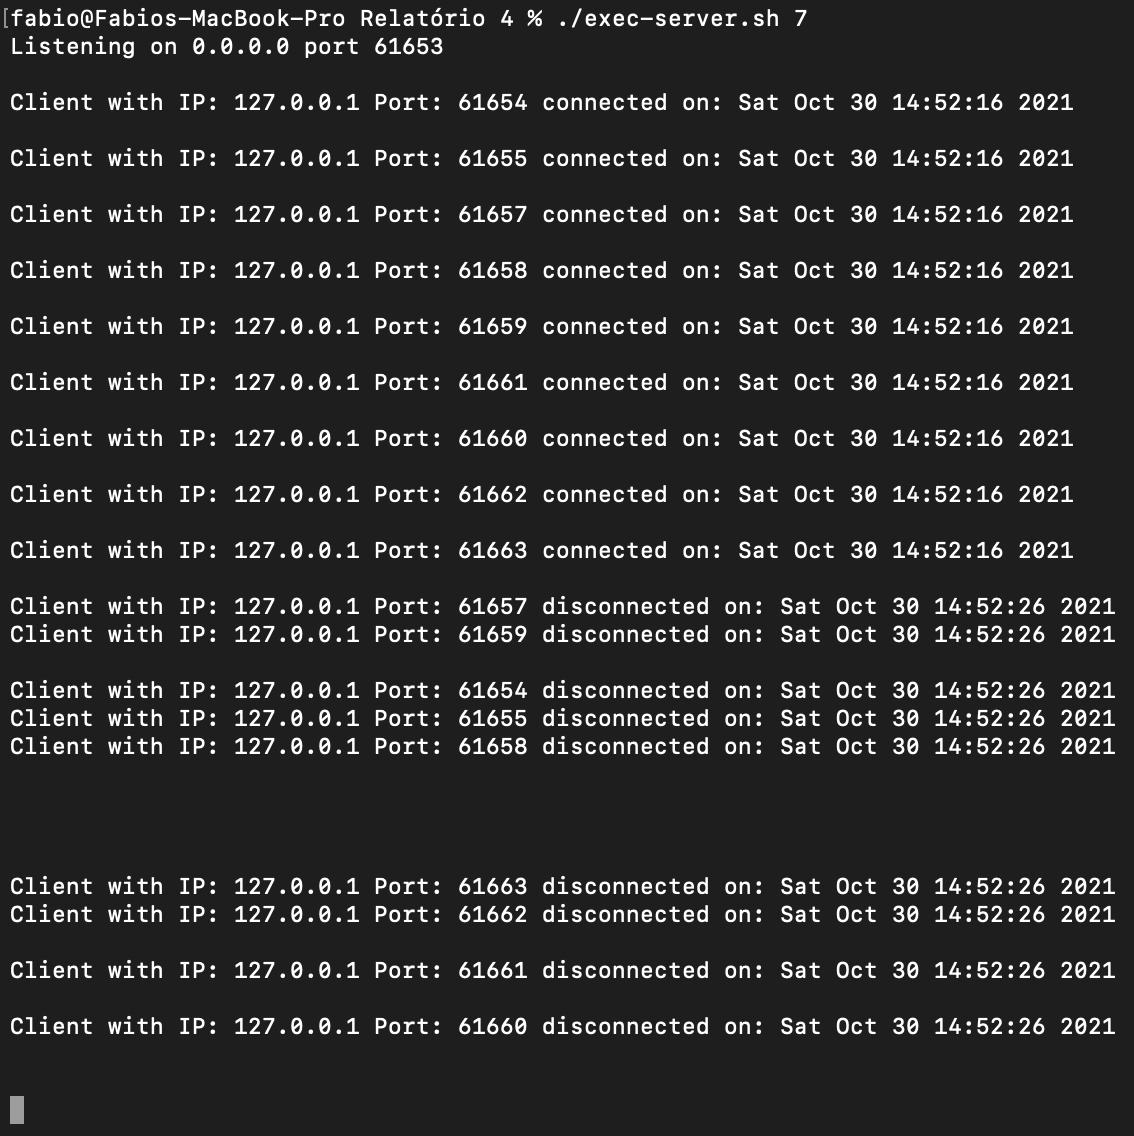 [fabio@Fabios-MacBook-Pro Relatório 4 % ./exec-server.sh 7
Listening on 0.0.0.0 port 61653
Client with IP: 127.0.0.1 Port: 61654 connected on: Sat Oct 30 14:52:16 2021
Client with IP: 127.0.0.1 Port: 61655 connected on: Sat Oct 30 14:52:16 2021
Client with IP: 127.0.0.1 Port: 61657 connected on: Sat Oct 30 14:52:16 2021
Client with IP: 127.0.0.1 Port: 61658 connected on: Sat Oct 30 14:52:16 2021
Client with IP: 127.0.0.1 Port: 61659 connected on: Sat Oct 30 14:52:16 2021
Client with IP: 127.0.0.1 Port: 61661 connected on: Sat Oct 30 14:52:16 2021
Client with IP: 127.0.0.1 Port: 61660 connected on: Sat Oct 30 14:52:16 2021
Client with IP: 127.0.0.1 Port: 61662 connected on: Sat Oct 30 14:52:16 2021
Client with IP: 127.0.0.1 Port: 61663 connected on: Sat Oct 30 14:52:16 2021
Client with IP: 127.0.0.1 Port: 61657 disconnected on: Sat Oct 30 14:52:26 2021
Client with IP: 127.0.0.1 Port: 61659 disconnected on: Sat Oct 30 14:52:26 2021
Client with IP: 127.0.0.1 Port: 61654 disconnected on: Sat Oct 30 14:52:26 2021
Client with IP: 127.0.0.1 Port: 61655 disconnected on: Sat Oct 30 14:52:26 2021
Client with IP: 127.0.0.1 Port: 61658 disconnected on: Sat Oct 30 14:52:26 2021
Client with IP: 127.0.0.1 Port: 61663 disconnected on: Sat Oct 30 14:52:26 2021
Client with IP: 127.0.0.1 Port: 61662 disconnected on: Sat Oct 30 14:52:26 2021
Client with IP: 127.0.0.1 Port: 61661 disconnected on: Sat Oct 30 14:52:26 2021
Client with IP: 127.0.0.1 Port: 61660 disconnected on: Sat Oct 30 14:52:26 2021